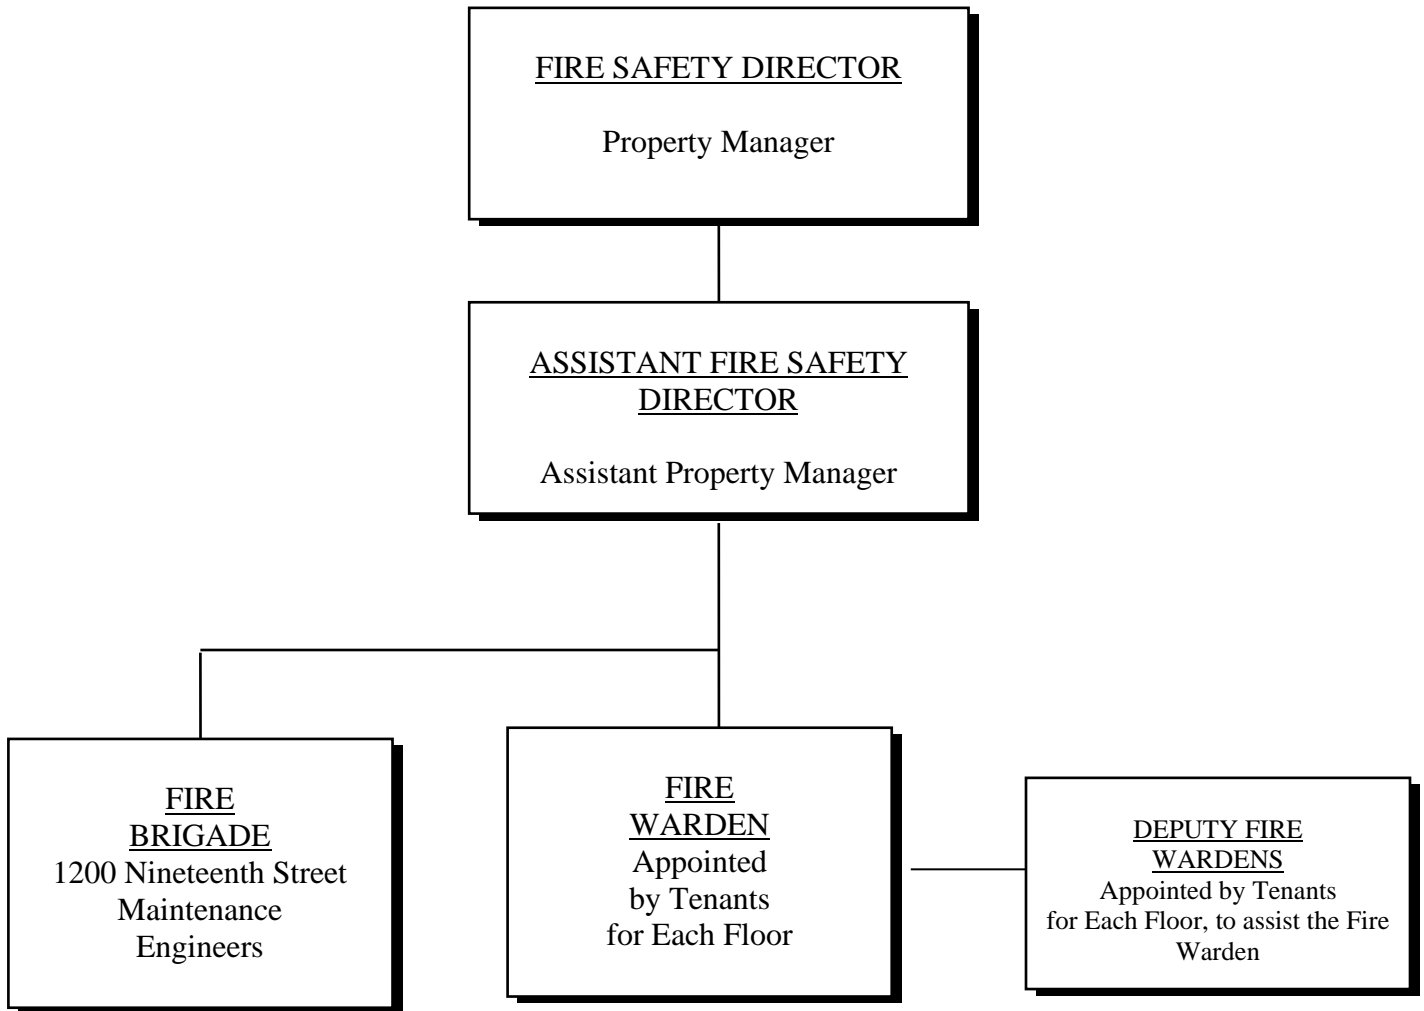 FIRE SAFETY DIRECTOR
Property Manager
ASSISTANT FIRE SAFETY
DIRECTOR
Assistant Property Manager
FIRE
BRIGADE
1200 Nineteenth Street
Maintenance
Engineers
FIRE
WARDEN
Appointed
by Tenants
for Each Floor
DEPUTY FIRE
WARDENS
Appointed by Tenants
for Each Floor, to assist the Fire
Warden